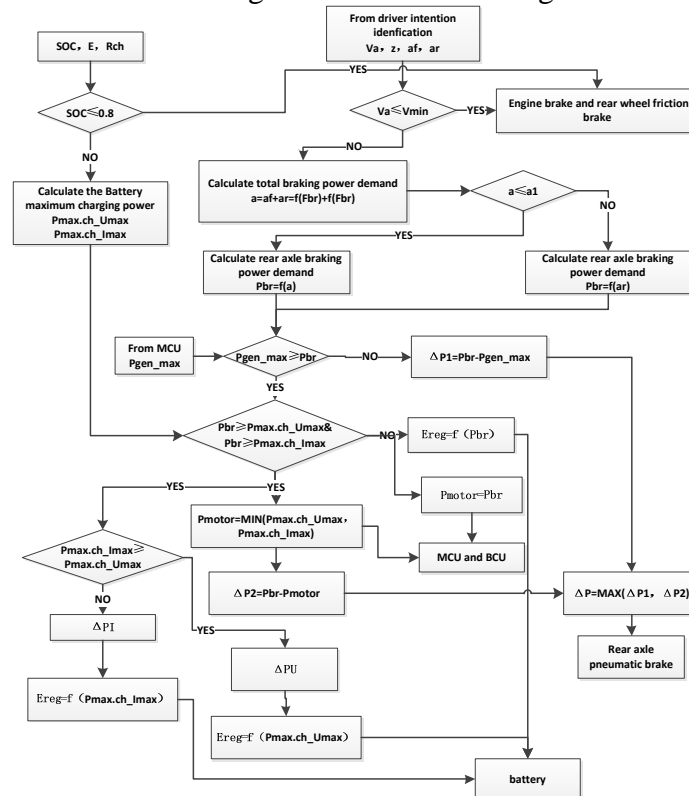 From driver intention
idenfication
Va，z，af，ar
SOC，E，Rch
YES
SOC≤0.8
Va≤Vmin
YES
Engine brake and rear wheel friction
brake
NO
NO
Calculate the Battery
maximum charging power
Pmax.ch_Umax
Pmax.ch_Imax
Calculate total braking power demand
a=af+ar=f(Fbr)+f(Fbr)
a≤a1
NO
YES
Calculate rear axle braking
power demand
Pbr=f(a)
Calculate rear axle braking
power demand
Pbr=f(ar)
From MCU
Pgen_max
Pgen_max≥Pbr
NO
ΔP1=Pbr-Pgen_max
YES
Pbr≥Pmax.ch_Umax&
Pbr≥Pmax.ch_Imax
NO
Ereg=f（Pbr）
YES
YES
Pmotor=Pbr
Pmotor=MIN(Pmax.ch_Umax，
Pmax.ch_Imax)
Pmax.ch_Imax≥
Pmax.ch_Umax
MCU and BCU
NO
ΔP2=Pbr-Pmotor
ΔP=MAX(ΔP1，ΔP2)
ΔPI
YES
Rear axle
pneumatic brake
ΔPU
Ereg=f（Pmax.ch_Imax）
Ereg=f（Pmax.ch_Umax）
battery